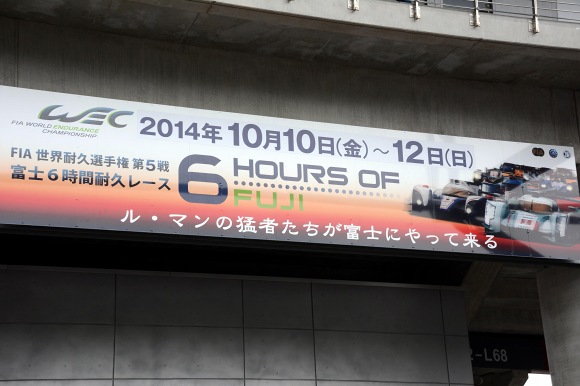 WEC
FIA WORLD ENDURANCE
CHAMPIONSHIP
2014年 10月10日(金)～12日(日)
FIA 世界耐久選手権 第5戦
富士6時間耐久レース
6 HOURS OF
FUJI
ル・マンの猛者たちが富士にやって来る
-L68